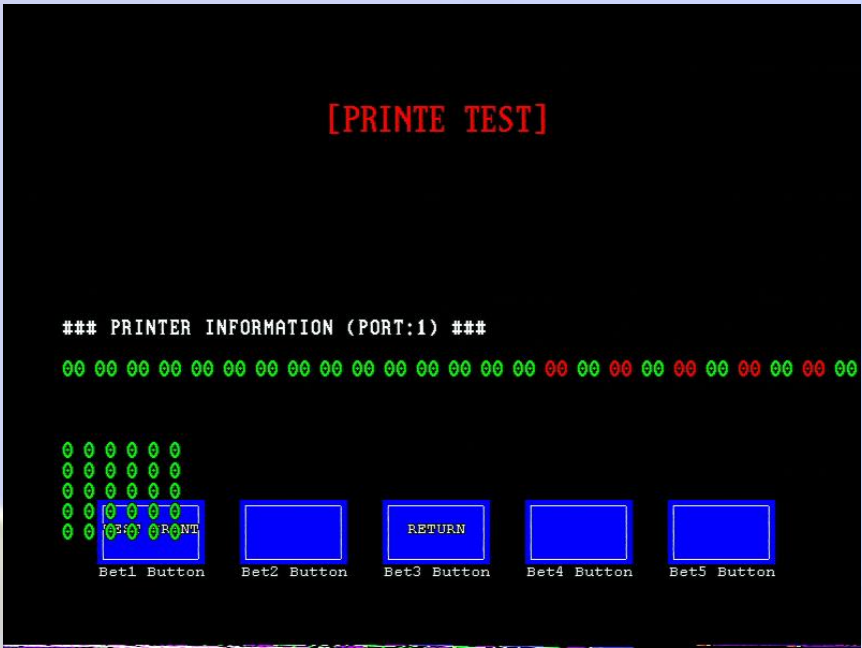 [PRINTE TEST]
### PRINTER INFORMATION (PORT:1) ###
00 00 00 00 00 00 00 00 00 00 00 00 00 00 00 00 00 00 00 00 00 00 00 00 00
0 0 0 0 0 0
0 0 0 0 0 0
0 0 0 0 0 0
0 0 0 0 0 0
0 0 0 0 0 0
RETURN
Bet1 Button Bet2 Button Bet3 Button Bet4 Button Bet5 Button